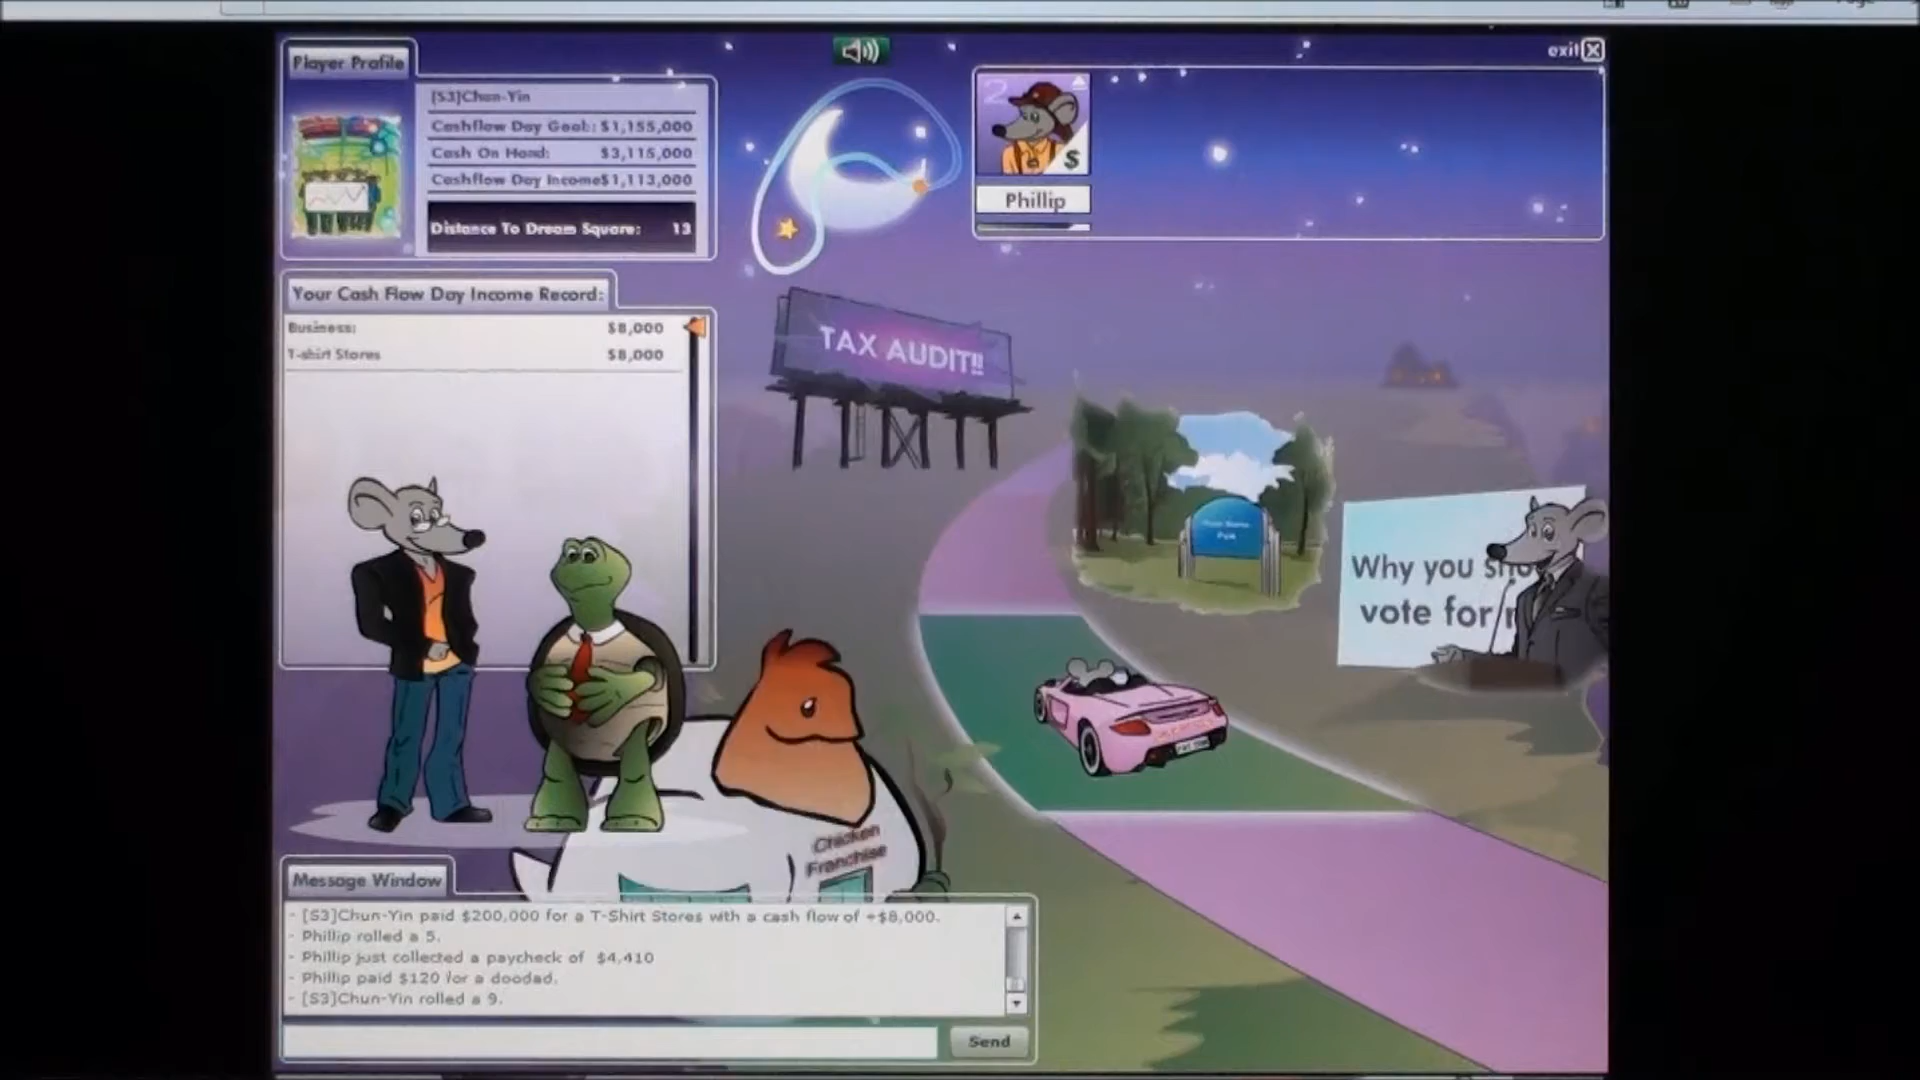 exit
Player Profile
[S3]Chun-Yin
Cashflow Day Goal: $1,155,000
Cash On Hand: $3,115,000
Cashflow Day Income $1,113,000
Distance To Dream Square: 13
2
$
Phillip
Your Cash Flow Day Income Record:
Business: $8,000
T-shirt Stores $8,000
TAX AUDIT!!
Park
Why you
vote for
Chicken
Franchise
Message Window
- [S3]Chun-Yin paid $200,000 for a T-Shirt Stores with a cash flow of +$8,000.
- Phillip rolled a 5.
- Phillip just collected a paycheck of $4,410
- Phillip paid $120 for a doodad.
- [S3]Chun-Yin rolled a 9.
Send